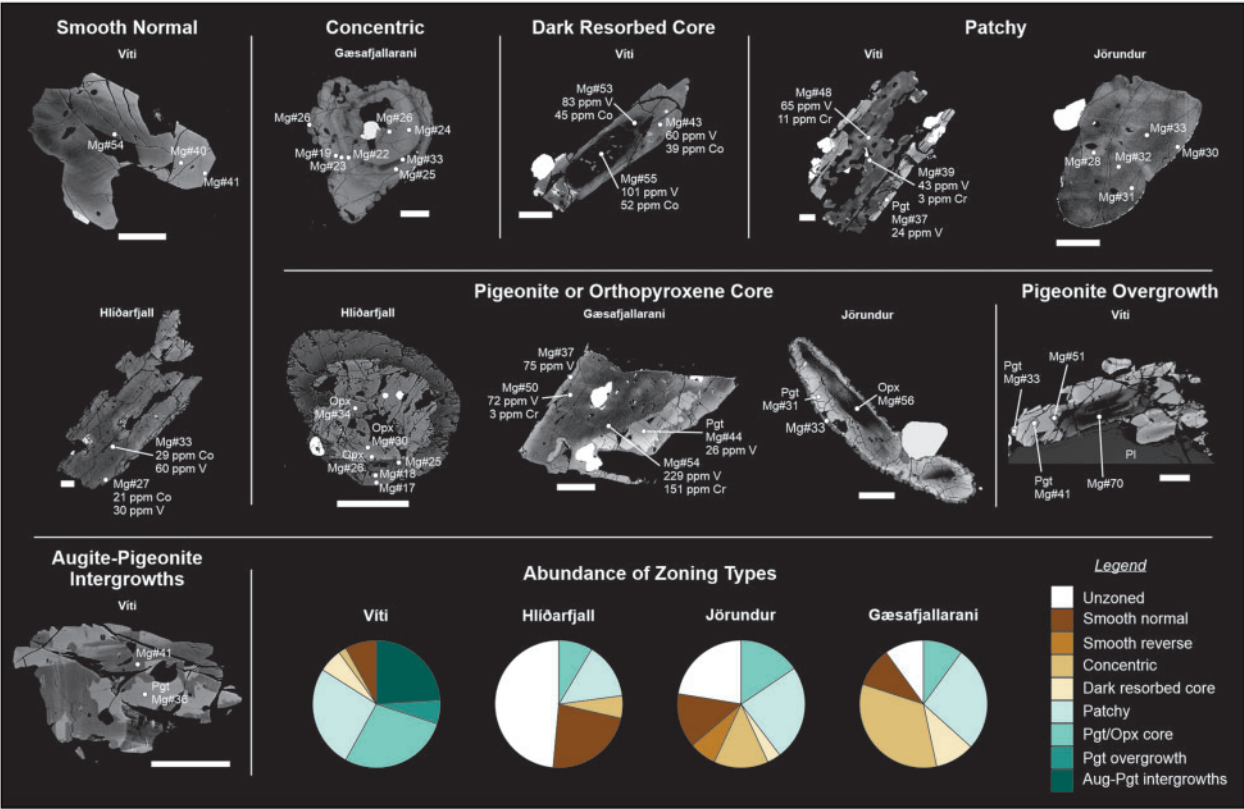 Smooth Normal
Víti
Mg#54
Mg#40
Mg#41
Concentric
Gæsafjallarani
Mg#26
Mg#26
Mg#24
Mg#19
Mg#22
Mg#23
Mg#33
Mg#25
Dark Resorbed Core
Víti
Mg#53
83 ppm V
45 ppm Co
Mg#43
60 ppm V
39 ppm Co
Mg#55
101 ppm V
52 ppm Co
Patchy
Víti
Mg#48
65 ppm V
11 ppm Cr
Mg#39
43 ppm V
3 ppm Cr
Pgt
Mg#37
24 ppm V
Jörundur
Mg#33
Mg#28
Mg#32
Mg#30
Mg#31
Hlíðarfjall
Mg#33
29 ppm Co
60 ppm V
Mg#27
21 ppm Co
30 ppm V
Pigeonite or Orthopyroxene Core
Hlíðarfjall
Opx
Mg#34
Opx
Mg#30
Opx
Mg#28
Mg#25
Mg#18
Mg#17
Gæsafjallarani
Mg#37
75 ppm V
Mg#50
72 ppm V
3 ppm Cr
Pgt
Mg#44
26 ppm V
Mg#54
229 ppm V
151 ppm Cr
Jörundur
Pgt
Mg#31
Opx
Mg#56
Mg#33
Pigeonite Overgrowth
Víti
Pgt
Mg#33
Mg#51
Pl
Pgt
Mg#41
Mg#70
Augite-Pigeonite
Intergrowths
Víti
Mg#41
Pgt
Mg#36
Abundance of Zoning Types
Víti
Hlíðarfjall
Jörundur
Gæsafjallarani
Legend
Unzoned
Smooth normal
Smooth reverse
Concentric
Dark resorbed core
Patchy
Pgt/Opx core
Pgt overgrowth
Aug-Pgt intergrowths